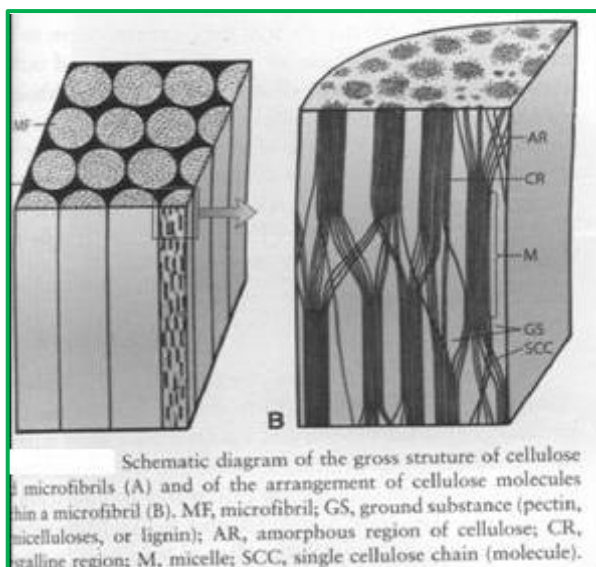 MF
AR
CR
M
GS
SCC
B
Schematic diagram of the gross struture of cellulose
microfibrils (A) and of the arrangement of cellulose molecules
a microfibril (B). MF, microfibril; GS, ground substance (pectin,
or lignin); AR, amorphous region of cellulose; CR,
region; M, micelle; SCC, single cellulose chain (molecule).